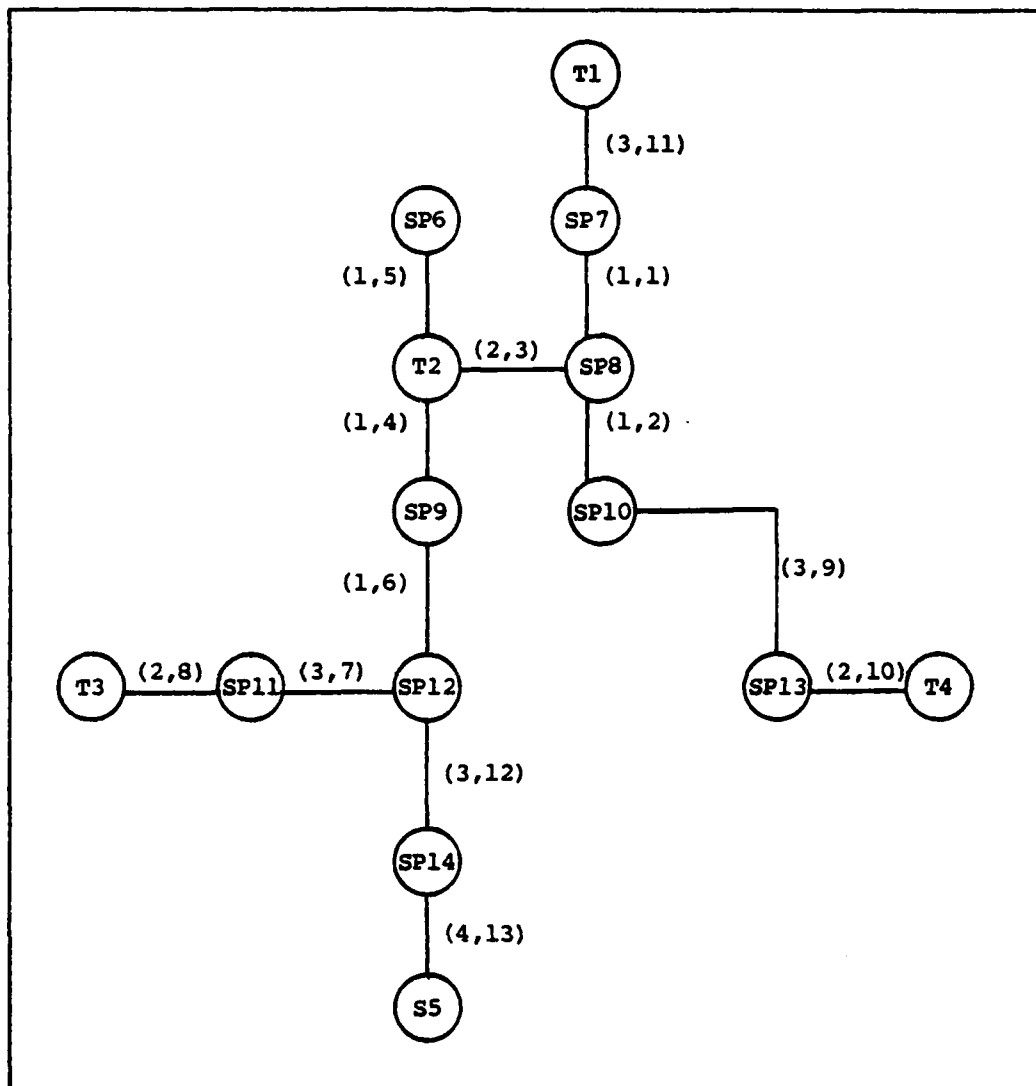 T1
(3,11)
SP6 SP7
(1,5) (1,1)
T2 (2,3) SP8
(1,4) (1,2)
SP9 SP10
(1,6) (3,9)
T3 (2,8) SP11 (3,7) SP12 SP13 (2,10) T4
(3,12)
SP14
(4,13)
S5